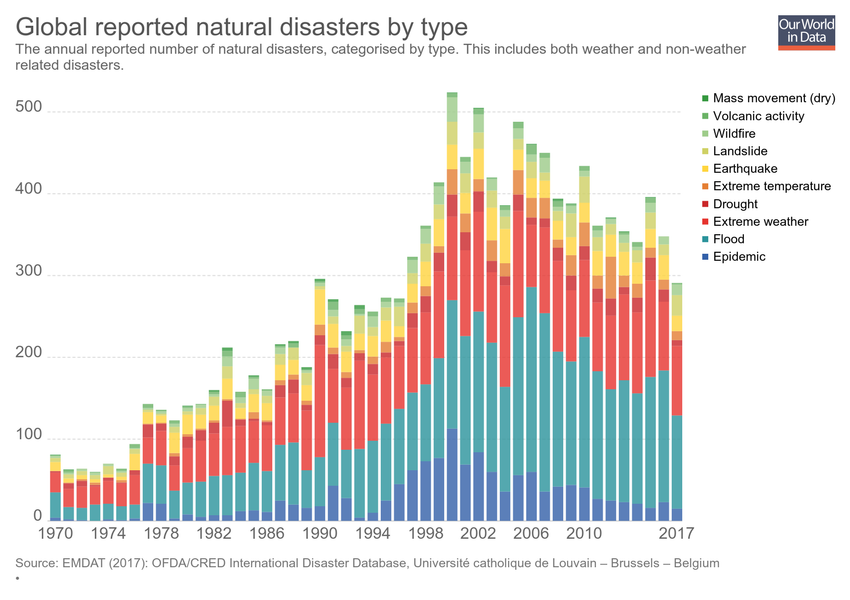 Global reported natural disasters by type
Our World
in Data
The annual reported number of natural disasters, categorised by type. This includes both weather and non-weather
related disasters.
500
400
300
200
100
0
1970
1974
1978
1982
1986
1990
1994
1998
2002
2006
2010
2017
Mass movement (dry)
Volcanic activity
Wildfire
Landslide
Earthquake
Extreme temperature
Drought
Extreme weather
Flood
Epidemic
Source: EMDAT (2017): OFDA/CRED International Disaster Database, Université catholique de Louvain – Brussels – Belgium
•